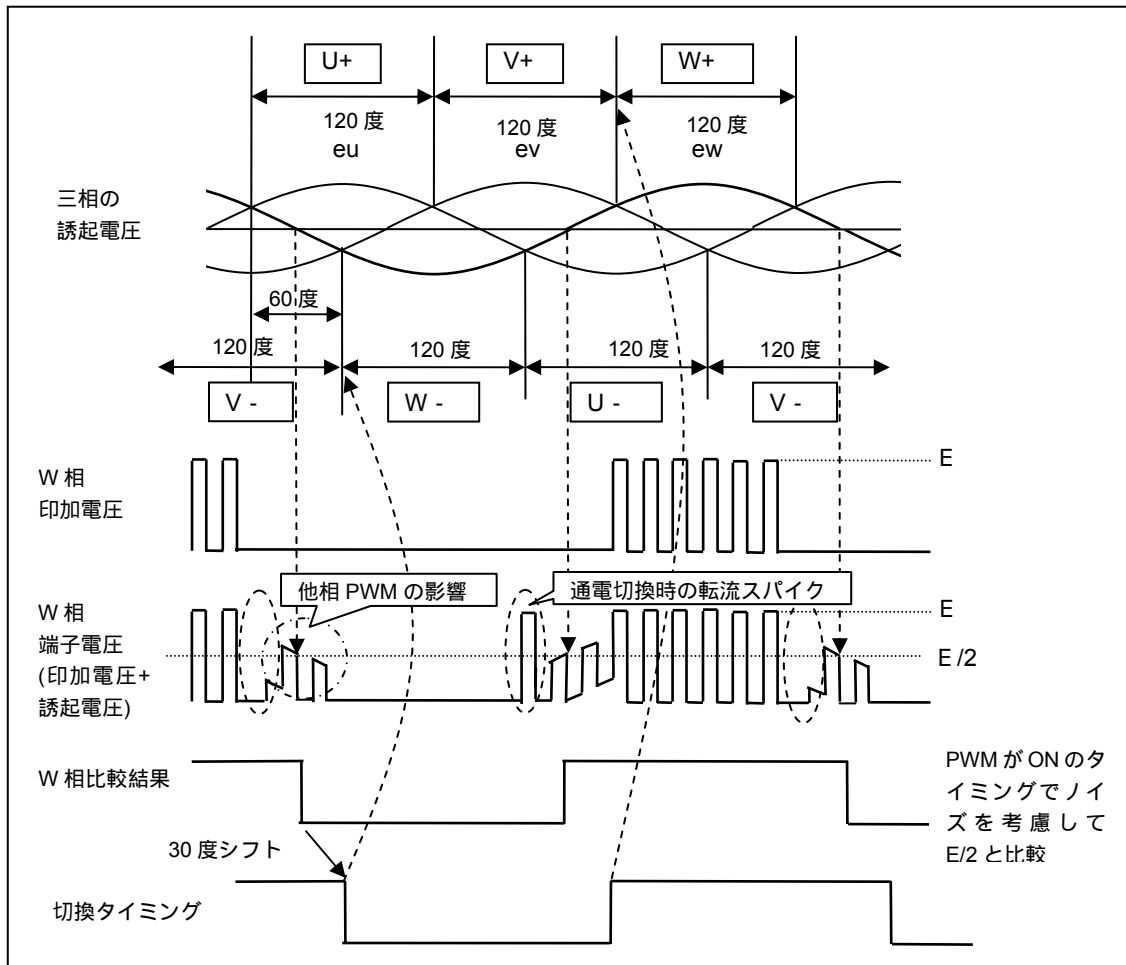 U+ V+ W+
120 度 120 度 120 度
eu ev ew
三相の
誘起電圧
60 度
120 度 120 度 120 度 120 度
V - W - U - V -
W 相
印加電圧
E
他相 PWM の影響
通電切換時の転流スパイク
W 相
端子電圧
(印加電圧+
誘起電圧)
E
E /2
W 相比較結果
PWM が ON のタ
イミングでノイ
ズを考慮して
E/2 と比較
30 度シフト
切換タイミング